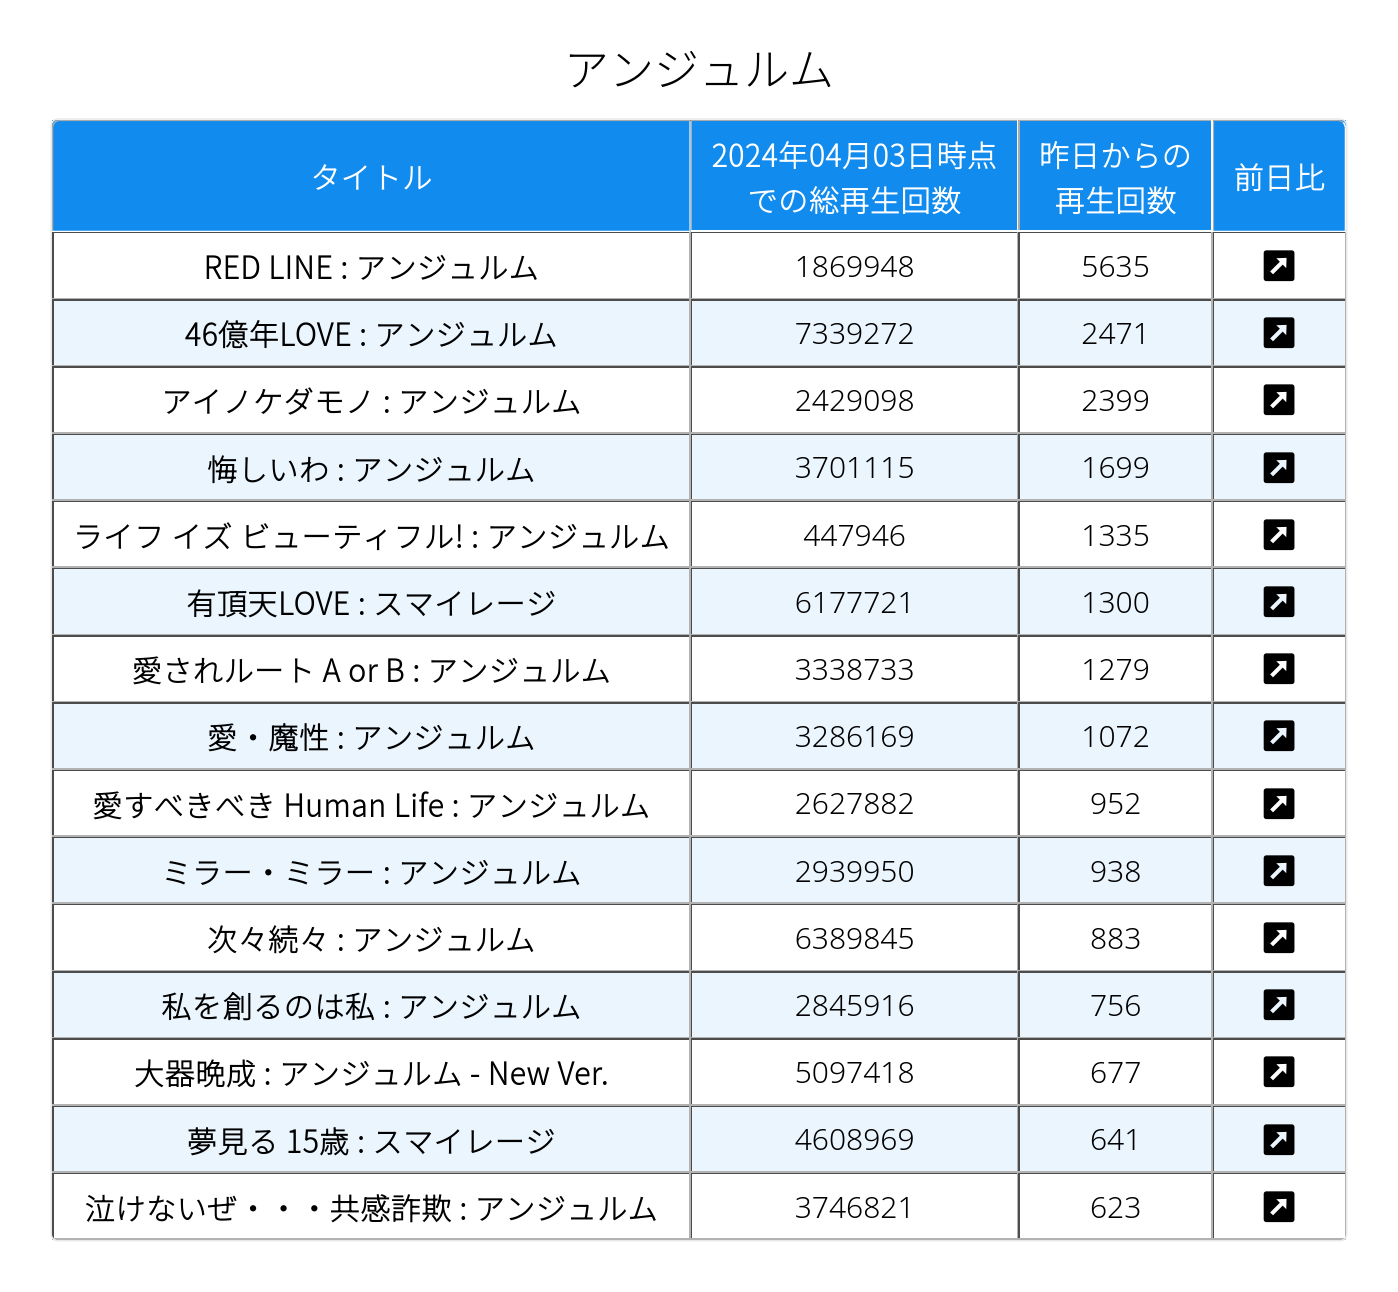 アンジュルム
タイトル
2024年04月03日時点
での総再生回数
昨日からの
再生回数
前日比
RED LINE : アンジュルム 1869948 5635
46億年LOVE : アンジュルム 7339272 2471
アイノケダモノ : アンジュルム 2429098 2399
悔しいわ : アンジュルム 3701115 1699
ライフ イズ ビューティフル! : アンジュルム 447946 1335
有頂天LOVE : スマイレージ 6177721 1300
愛されルート A or B : アンジュルム 3338733 1279
愛・魔性 : アンジュルム 3286169 1072
愛すべきべき Human Life : アンジュルム 2627882 952
ミラー・ミラー : アンジュルム 2939950 938
次々続々 : アンジュルム 6389845 883
私を創るのは私 : アンジュルム 2845916 756
大器晩成 : アンジュルム - New Ver. 5097418 677
夢見る 15歳 : スマイレージ 4608969 641
泣けないぜ・・・共感詐欺 : アンジュルム 3746821 623